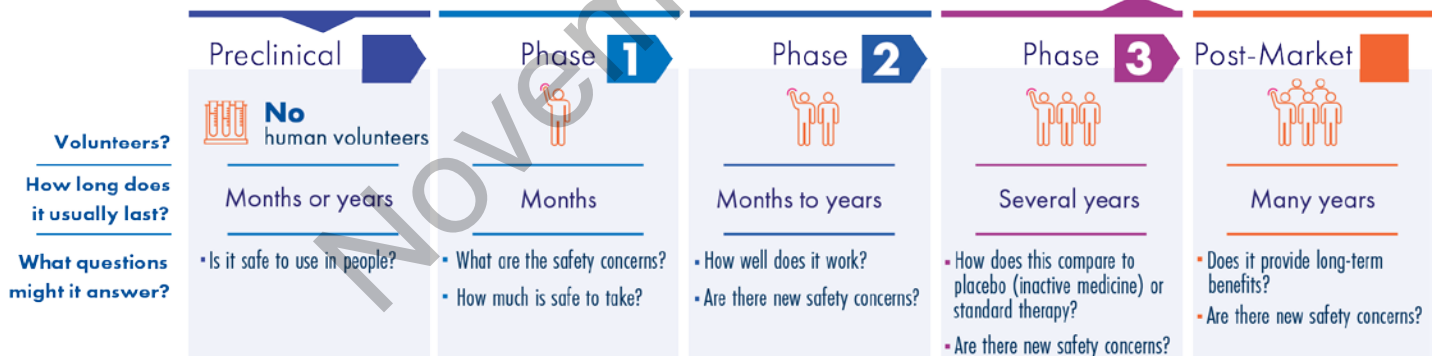 Preclinical
Phase 1
Phase 2
Phase 3
Post-Market
Volunteers?
No
human volunteers
How long does
it usually last?
Months or years
Months
Months to years
Several years
Many years
What questions
might it answer?
▪ Is it safe to use in people?
▪ What are the safety concerns?
▪ How much is safe to take?
▪ How well does it work?
▪ Are there new safety concerns?
▪ How does this compare to
placebo (inactive medicine) or
standard therapy?
▪ Are there new safety concerns?
▪ Does it provide long-term
benefits?
▪ Are there new safety concerns?
Novem